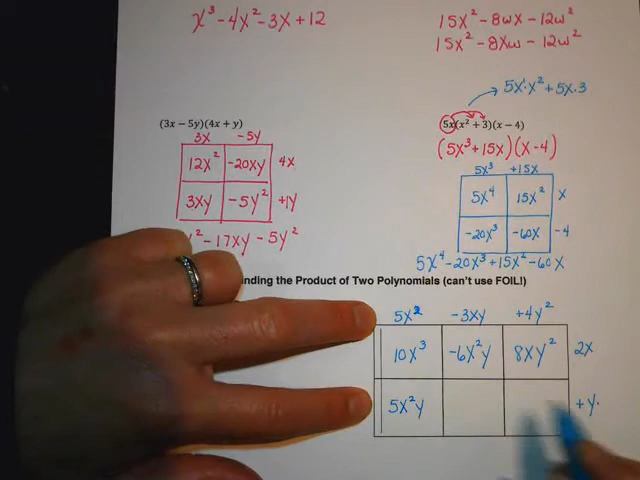 x³ - 4x² - 3x + 12
15x² - 8wx - 12w²
15x² - 8xw - 12w²
5x¹·x² + 5x·3
(3x − 5y)(4x + y)
3x -5y
12x² -20xy 4x
3xy -5y² +1y
² - 17xy - 5y²
5x(x² + 3)(x − 4)
(5x³ + 15x)(x - 4)
5x³ +15x
5x⁴ 15x² x
-20x³ -60x -4
5x⁴ - 20x³ + 15x² - 60x
nding the Product of Two Polynomials (can't use FOIL!)
5x² -3xy +4y²
10x³ -6x²y 8xy² 2x
5x²y +y